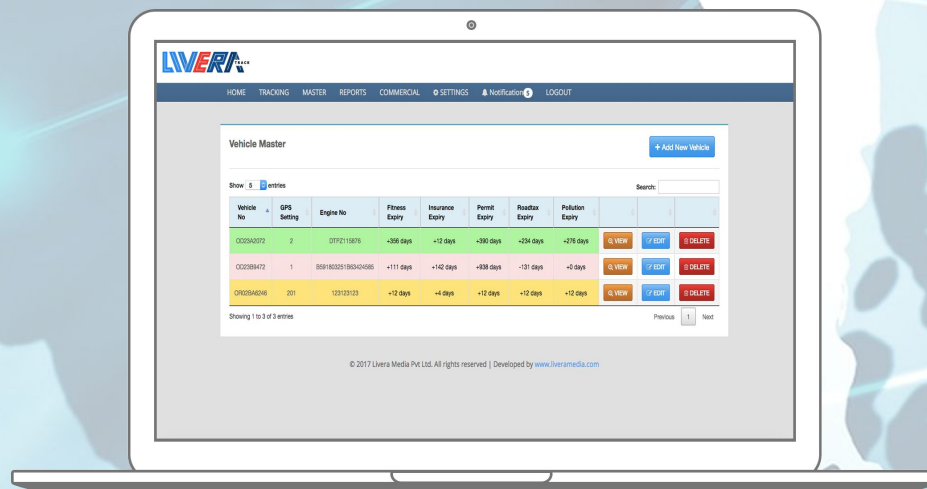 LIVERA TRACK
HOME TRACKING MASTER REPORTS COMMERCIAL SETTINGS Notification 5 LOGOUT
Vehicle Master
+ Add New Vehicle
Show 5 entries
Search:
Vehicle No GPS Setting Engine No Fitness Expiry Insurance Expiry Permit Expiry Roadtax Expiry Pollution Expiry
OD23A2072 2 DTPZ115676 +356 days +12 days +390 days +234 days +276 days VIEW EDIT DELETE
OD23B9472 1 B591803251B63424565 +111 days +142 days +938 days -131 days +0 days VIEW EDIT DELETE
OR02BA6246 201 123123123 +12 days +4 days +12 days +12 days +12 days VIEW EDIT DELETE
Showing 1 to 3 of 3 entries
Previous 1 Next
© 2017 Livera Media Pvt Ltd. All rights reserved | Developed by www.liveramedia.com